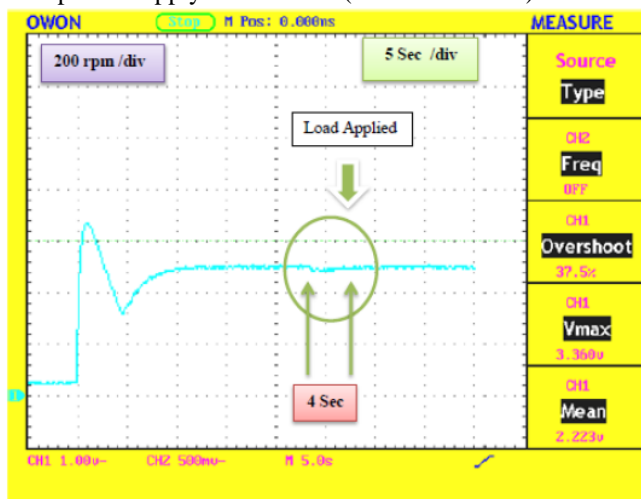 OWON Stop M Pos: 0.000ns MEASURE
200 rpm /div
5 Sec /div
Load Applied
4 Sec
Source
Type
CH2
Freq
OFF
CH1
Overshoot
37.5%
CH1
Vmax
3.360v
CH1
Mean
2.223v
1
CH1 1.00v- CH2 500mv- M 5.0s